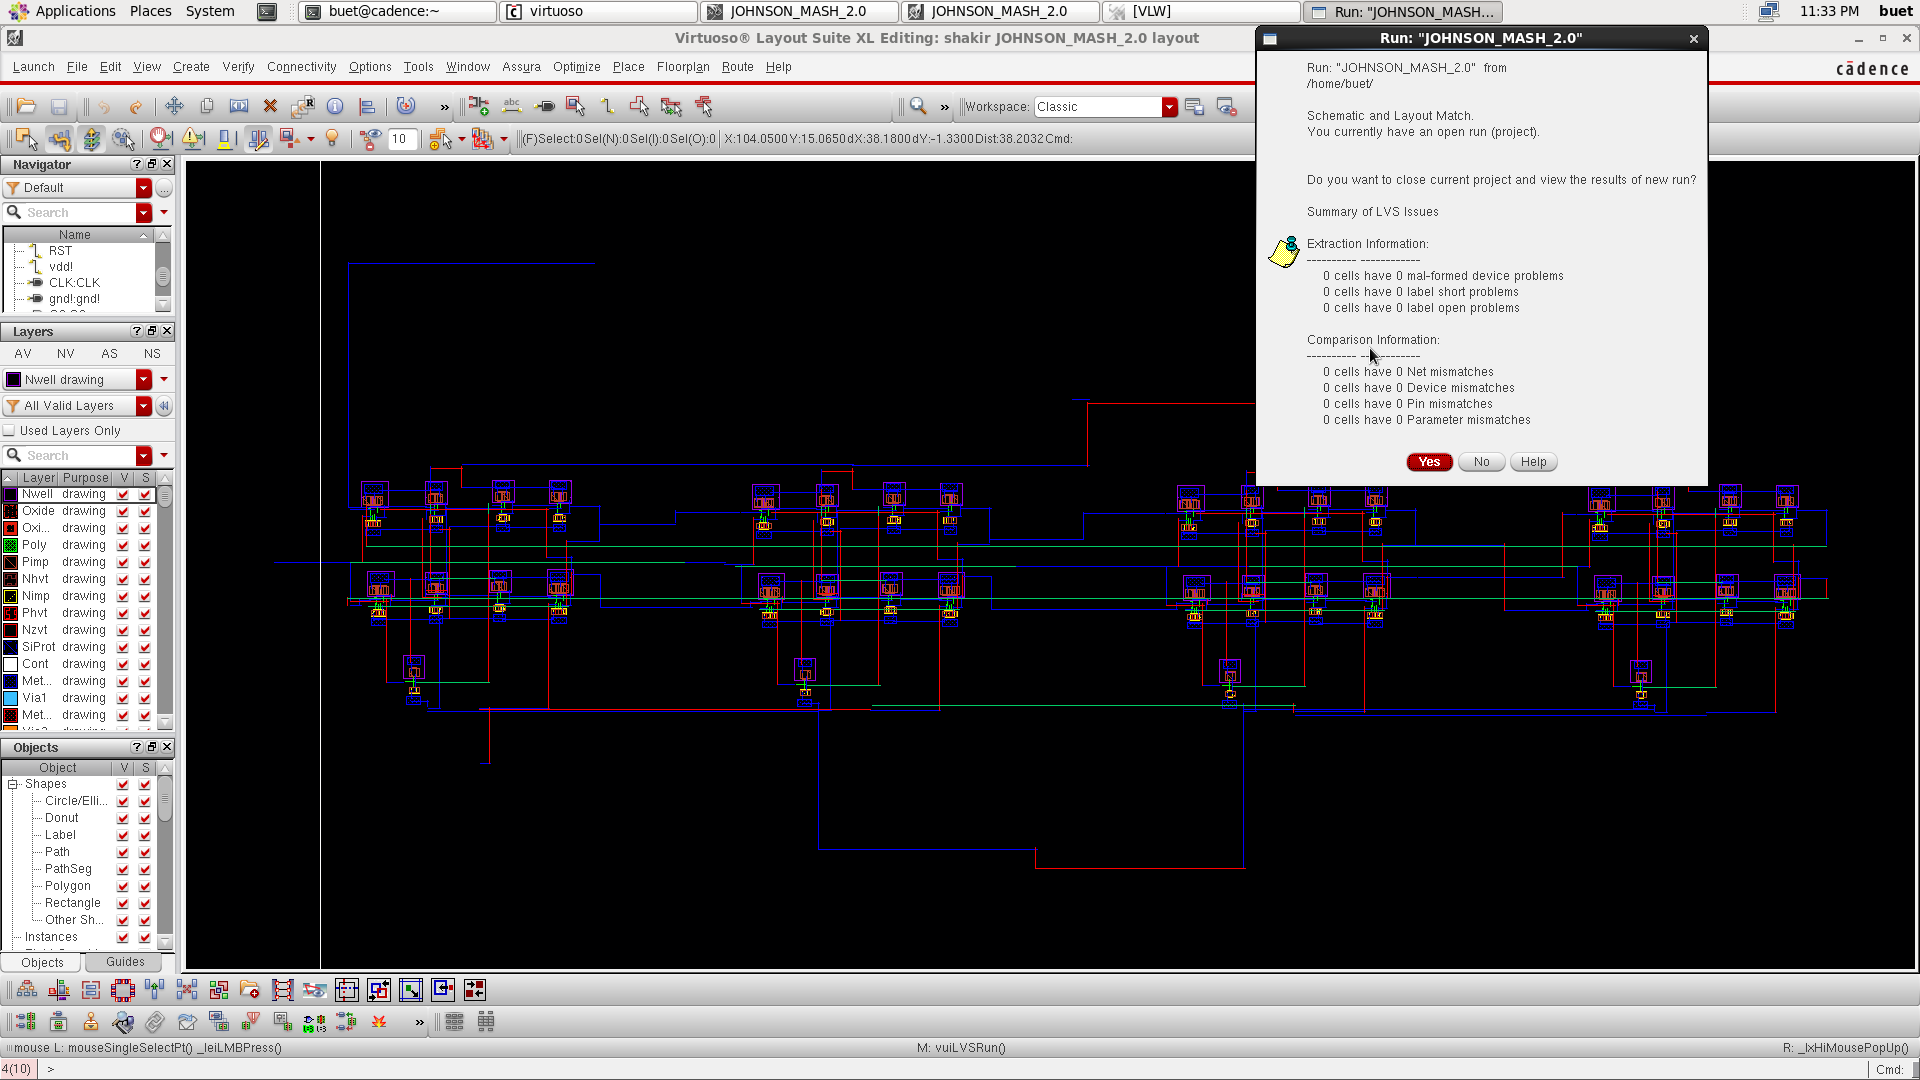 Applications Places System buet@cadence:~ virtuoso JOHNSON_MASH_2.0 JOHNSON_MASH_2.0 [VLW] Run: "JOHNSON_MASH... 11:33 PM buet
Virtuoso® Layout Suite XL Editing: shakir JOHNSON_MASH_2.0 layout
Launch File Edit View Create Verify Connectivity Options Tools Window Assura Optimize Place Floorplan Route Help
cādence
abc
»
»
Workspace: Classic
10
(F)Select:0 Sel(N):0 Sel(I):0 Sel(O):0 X:104.0500 Y:15.0650 dX:38.1800 dY:-1.3300 Dist:38.2032 Cmd:
Navigator
Default
...
Search
Name
RST
vdd!
CLK:CLK
gnd!:gnd!
Layers
AV NV AS NS
Nwell drawing
All Valid Layers
Used Layers Only
Search
Layer Purpose V S
Nwell drawing
Oxide drawing
Oxi... drawing
Poly drawing
Pimp drawing
Nhvt drawing
Nimp drawing
Phvt drawing
Nzvt drawing
SiProt drawing
Cont drawing
Met... drawing
Via1 drawing
Met... drawing
Objects
Object V S
Shapes
Circle/Elli...
Donut
Label
Path
PathSeg
Polygon
Rectangle
Other Sh...
Instances
Objects Guides
Run: "JOHNSON_MASH_2.0"
Run: "JOHNSON_MASH_2.0" from
/home/buet/
Schematic and Layout Match.
You currently have an open run (project).
Do you want to close current project and view the results of new run?
Summary of LVS Issues
Extraction Information:
---------- ------------
0 cells have 0 mal-formed device problems
0 cells have 0 label short problems
0 cells have 0 label open problems
Comparison Information:
---------- ------------
0 cells have 0 Net mismatches
0 cells have 0 Device mismatches
0 cells have 0 Pin mismatches
0 cells have 0 Parameter mismatches
Yes No Help
»
mouse L: mouseSingleSelectPt() _leiLMBPress() M: vuiLVSRun() R: _lxHiMousePopUp()
4(10) > Cmd: